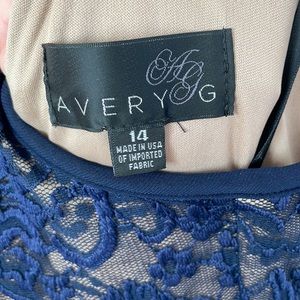 AG
AVERY G
14
MADE IN USA
OF IMPORTED
FABRIC